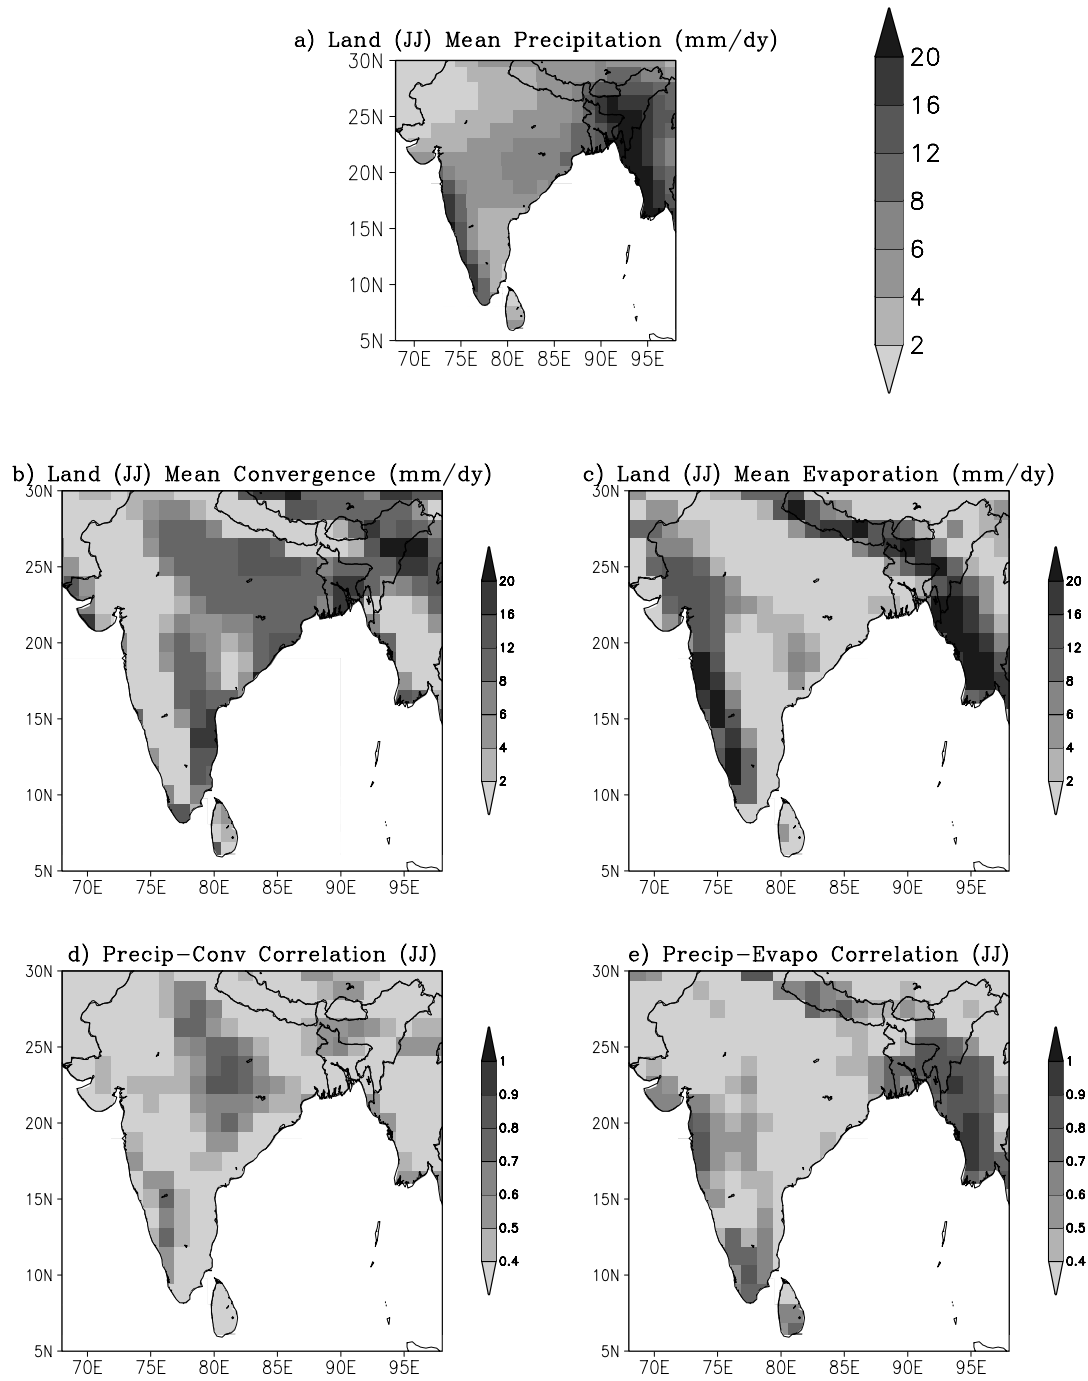 a) Land (JJ) Mean Precipitation (mm/dy)
30N
25N
20N
15N
10N
5N
70E 75E 80E 85E 90E 95E
20
16
12
8
6
4
2
b) Land (JJ) Mean Convergence (mm/dy)
30N
25N
20N
15N
10N
5N
70E 75E 80E 85E 90E 95E
20
16
12
8
6
4
2
c) Land (JJ) Mean Evaporation (mm/dy)
30N
25N
20N
15N
10N
5N
70E 75E 80E 85E 90E 95E
20
16
12
8
6
4
2
d) Precip-Conv Correlation (JJ)
30N
25N
20N
15N
10N
5N
70E 75E 80E 85E 90E 95E
1
0.9
0.8
0.7
0.6
0.5
0.4
e) Precip-Evapo Correlation (JJ)
30N
25N
20N
15N
10N
5N
70E 75E 80E 85E 90E 95E
1
0.9
0.8
0.7
0.6
0.5
0.4